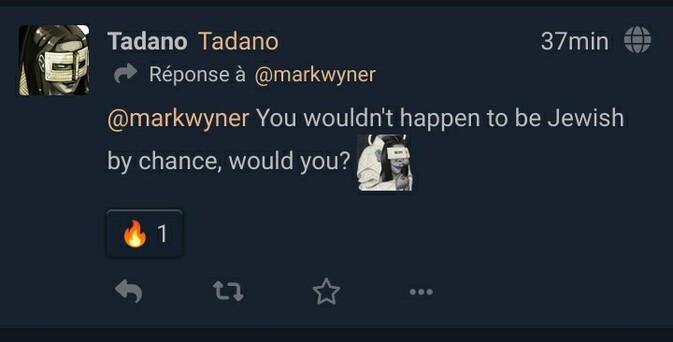 Tadano Tadano 37min
Réponse à @markwyner
@markwyner You wouldn't happen to be Jewish
by chance, would you?
1